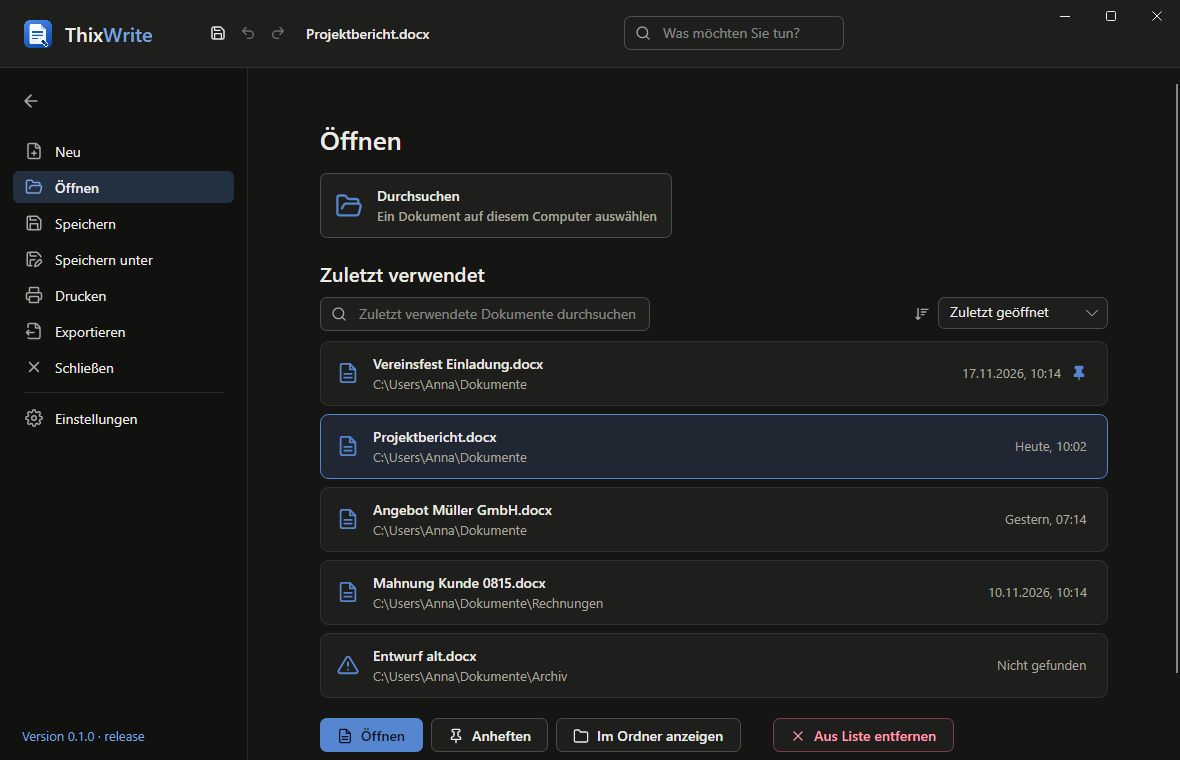 ThixWrite
Projektbericht.docx
Was möchten Sie tun?
Neu
Öffnen
Speichern
Speichern unter
Drucken
Exportieren
Schließen
Einstellungen
Version 0.1.0 · release
Öffnen
Durchsuchen
Ein Dokument auf diesem Computer auswählen
Zuletzt verwendet
Zuletzt verwendete Dokumente durchsuchen
Zuletzt geöffnet
Vereinsfest Einladung.docx
C:\Users\Anna\Dokumente
17.11.2026, 10:14
Projektbericht.docx
C:\Users\Anna\Dokumente
Heute, 10:02
Angebot Müller GmbH.docx
C:\Users\Anna\Dokumente
Gestern, 07:14
Mahnung Kunde 0815.docx
C:\Users\Anna\Dokumente\Rechnungen
10.11.2026, 10:14
Entwurf alt.docx
C:\Users\Anna\Dokumente\Archiv
Nicht gefunden
Öffnen
Anheften
Im Ordner anzeigen
Aus Liste entfernen